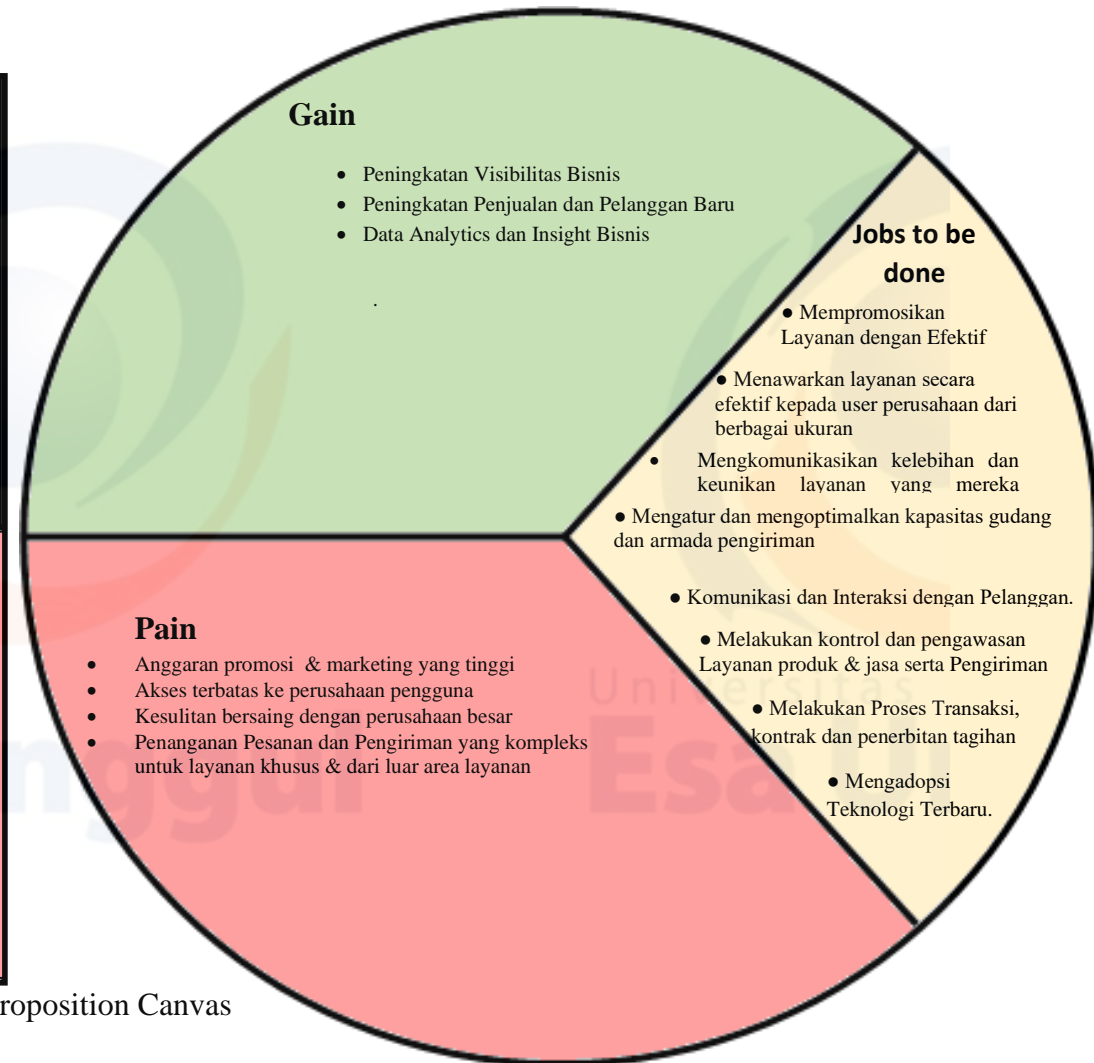 Gain
• Peningkatan Visibilitas Bisnis
• Peningkatan Penjualan dan Pelanggan Baru
• Data Analytics dan Insight Bisnis
.
Jobs to be
done
● Mempromosikan
Layanan dengan Efektif
● Menawarkan layanan secara
efektif kepada user perusahaan dari
berbagai ukuran
• Mengkomunikasikan kelebihan dan
keunikan layanan yang mereka
● Mengatur dan mengoptimalkan kapasitas gudang
dan armada pengiriman
● Komunikasi dan Interaksi dengan Pelanggan.
● Melakukan kontrol dan pengawasan
Layanan produk & jasa serta Pengiriman
● Melakukan Proses Transaksi,
kontrak dan penerbitan tagihan
● Mengadopsi
Teknologi Terbaru.
Pain
• Anggaran promosi & marketing yang tinggi
• Akses terbatas ke perusahaan pengguna
• Kesulitan bersaing dengan perusahaan besar
• Penanganan Pesanan dan Pengiriman yang kompleks
untuk layanan khusus & dari luar area layanan
Universitas
Esa
roposition Canvas